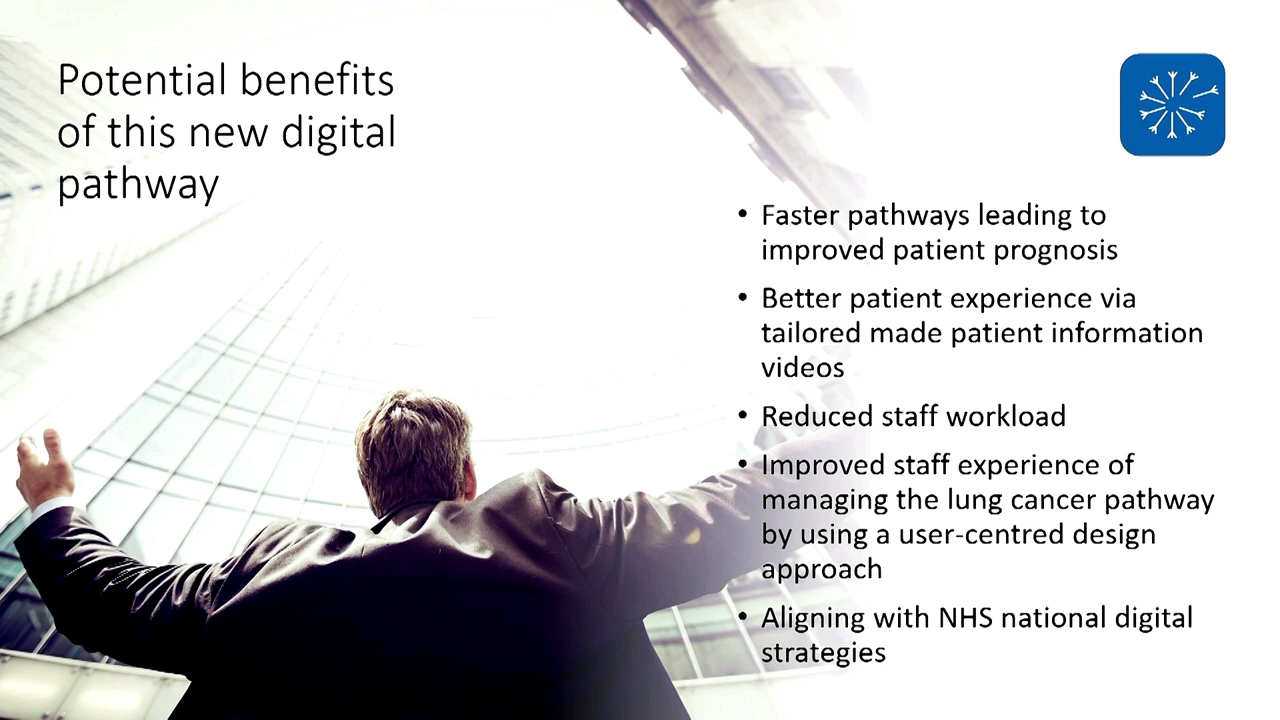 Potential benefits
of this new digital
pathway
• Faster pathways leading to
improved patient prognosis
• Better patient experience via
tailored made patient information
videos
• Reduced staff workload
• Improved staff experience of
managing the lung cancer pathway
by using a user-centred design
approach
• Aligning with NHS national digital
strategies